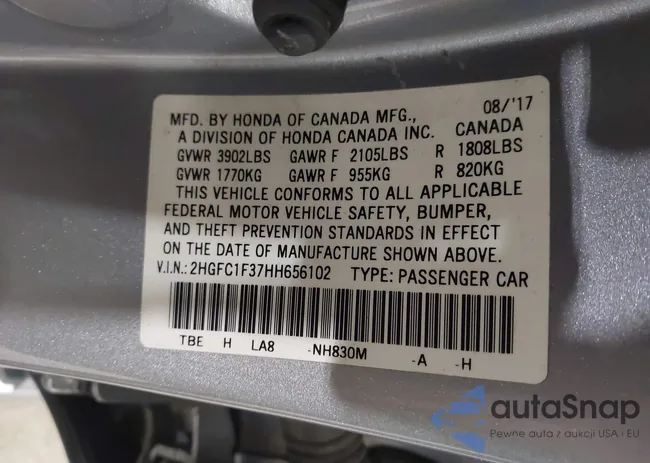 MFD. BY HONDA OF CANADA MFG., 08/'17
A DIVISION OF HONDA CANADA INC. CANADA
GVWR 3902LBS GAWR F 2105LBS R 1808LBS
GVWR 1770KG GAWR F 955KG R 820KG
THIS VEHICLE CONFORMS TO ALL APPLICABLE
FEDERAL MOTOR VEHICLE SAFETY, BUMPER,
AND THEFT PREVENTION STANDARDS IN EFFECT
ON THE DATE OF MANUFACTURE SHOWN ABOVE.
V.I.N.: 2HGFC1F37HH656102 TYPE: PASSENGER CAR
TBE H LA8 -NH830M -A -H
autaSnap
Pewne auta z aukcji USA i EU